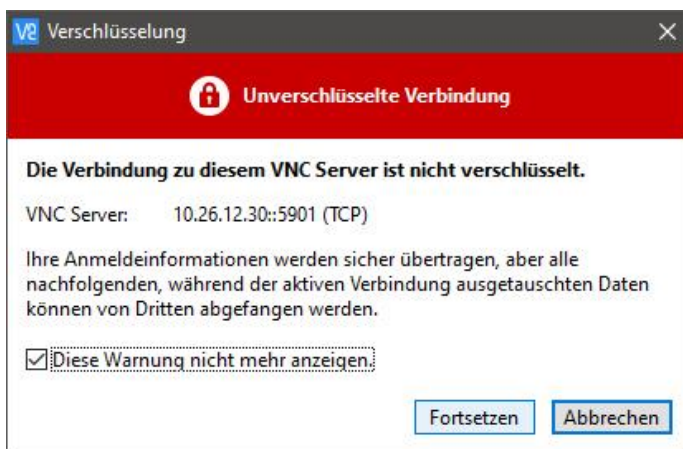 V2 Verschlüsselung
Unverschlüsselte Verbindung
Die Verbindung zu diesem VNC Server ist nicht verschlüsselt.
VNC Server: 10.26.12.30::5901 (TCP)
Ihre Anmeldeinformationen werden sicher übertragen, aber alle
nachfolgenden, während der aktiven Verbindung ausgetauschten Daten
können von Dritten abgefangen werden.
Diese Warnung nicht mehr anzeigen.
Fortsetzen Abbrechen